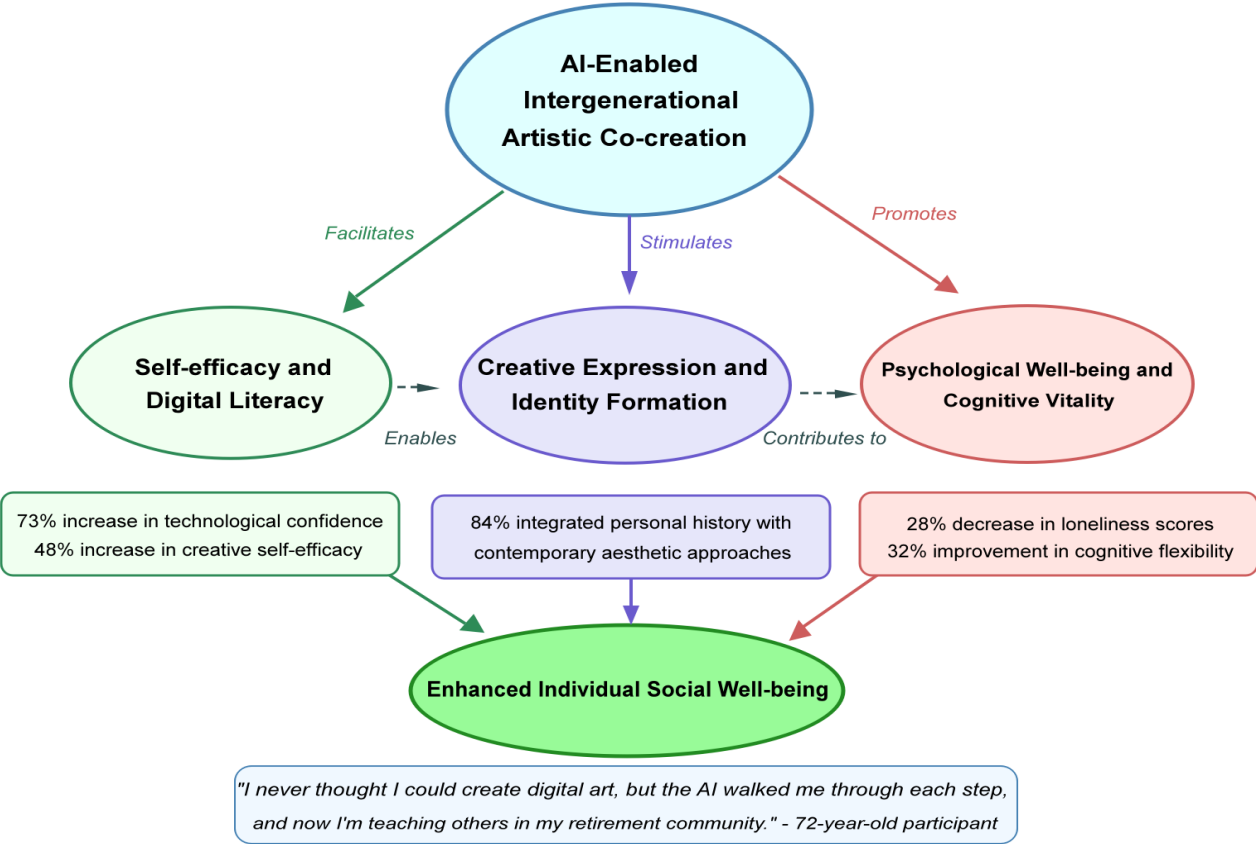 AI-Enabled
Intergenerational
Artistic Co-creation
Facilitates
Stimulates
Promotes
Self-efficacy and
Digital Literacy
Enables
Creative Expression and
Identity Formation
Contributes to
Psychological Well-being and
Cognitive Vitality
73% increase in technological confidence
48% increase in creative self-efficacy
84% integrated personal history with
contemporary aesthetic approaches
28% decrease in loneliness scores
32% improvement in cognitive flexibility
Enhanced Individual Social Well-being
"I never thought I could create digital art, but the AI walked me through each step,
and now I'm teaching others in my retirement community." - 72-year-old participant